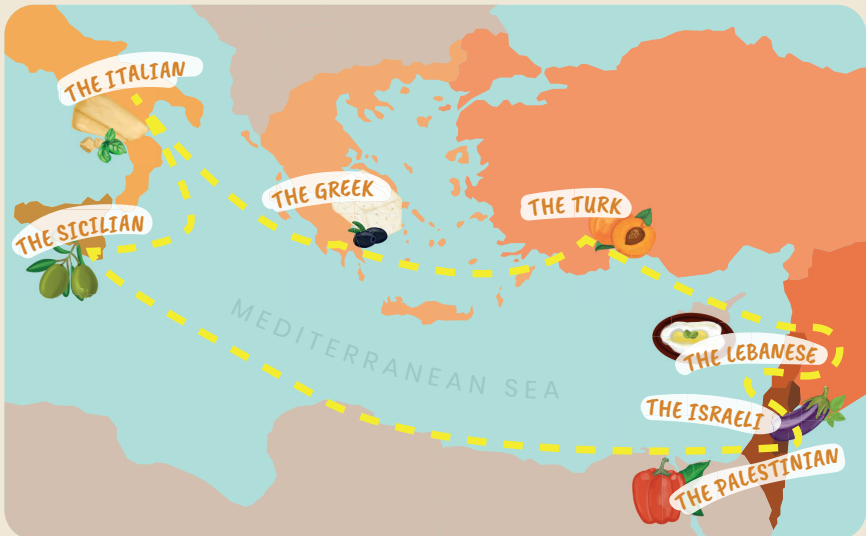 THE ITALIAN
THE GREEK
THE TURK
THE SICILIAN
MEDITERRANEAN SEA
THE LEBANESE
THE ISRAELI
THE PALESTINIAN